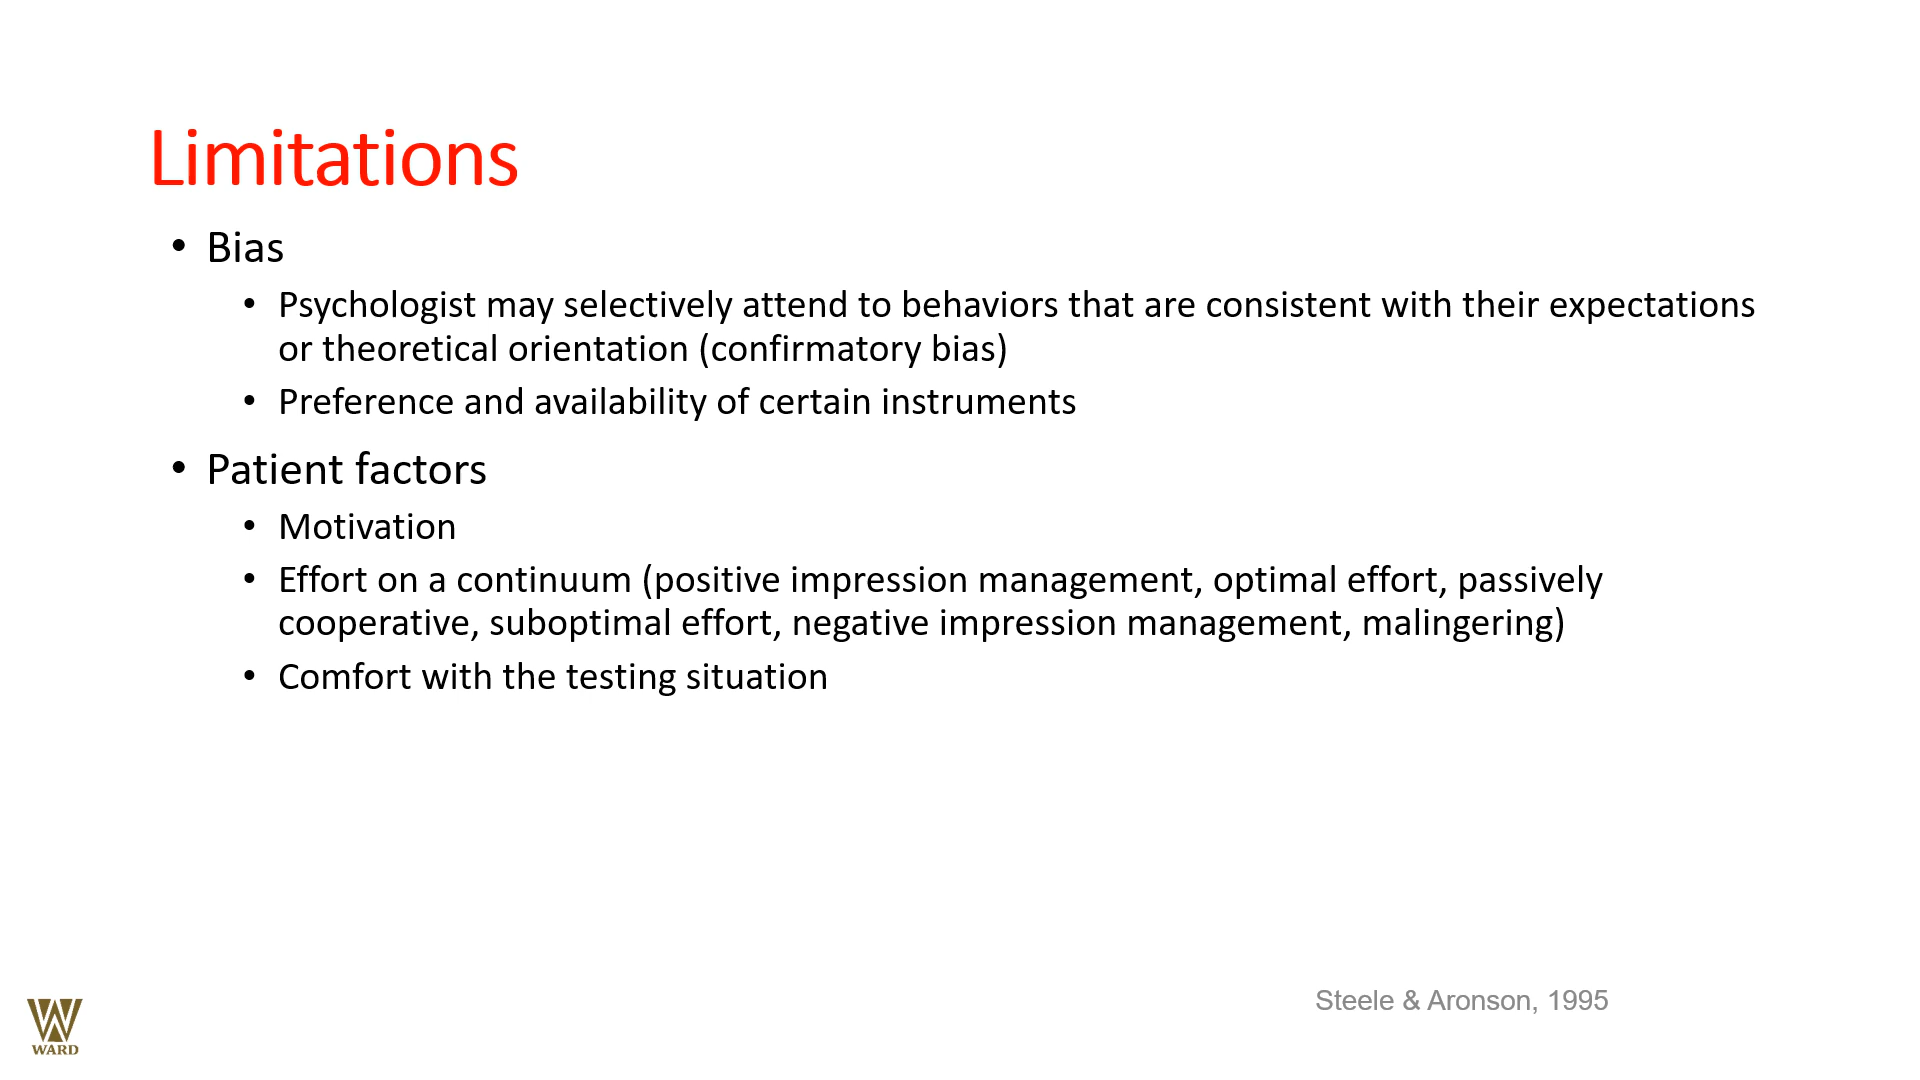 Limitations
• Bias
• Psychologist may selectively attend to behaviors that are consistent with their expectations
or theoretical orientation (confirmatory bias)
• Preference and availability of certain instruments
• Patient factors
• Motivation
• Effort on a continuum (positive impression management, optimal effort, passively
cooperative, suboptimal effort, negative impression management, malingering)
• Comfort with the testing situation
Steele & Aronson, 1995
WARD